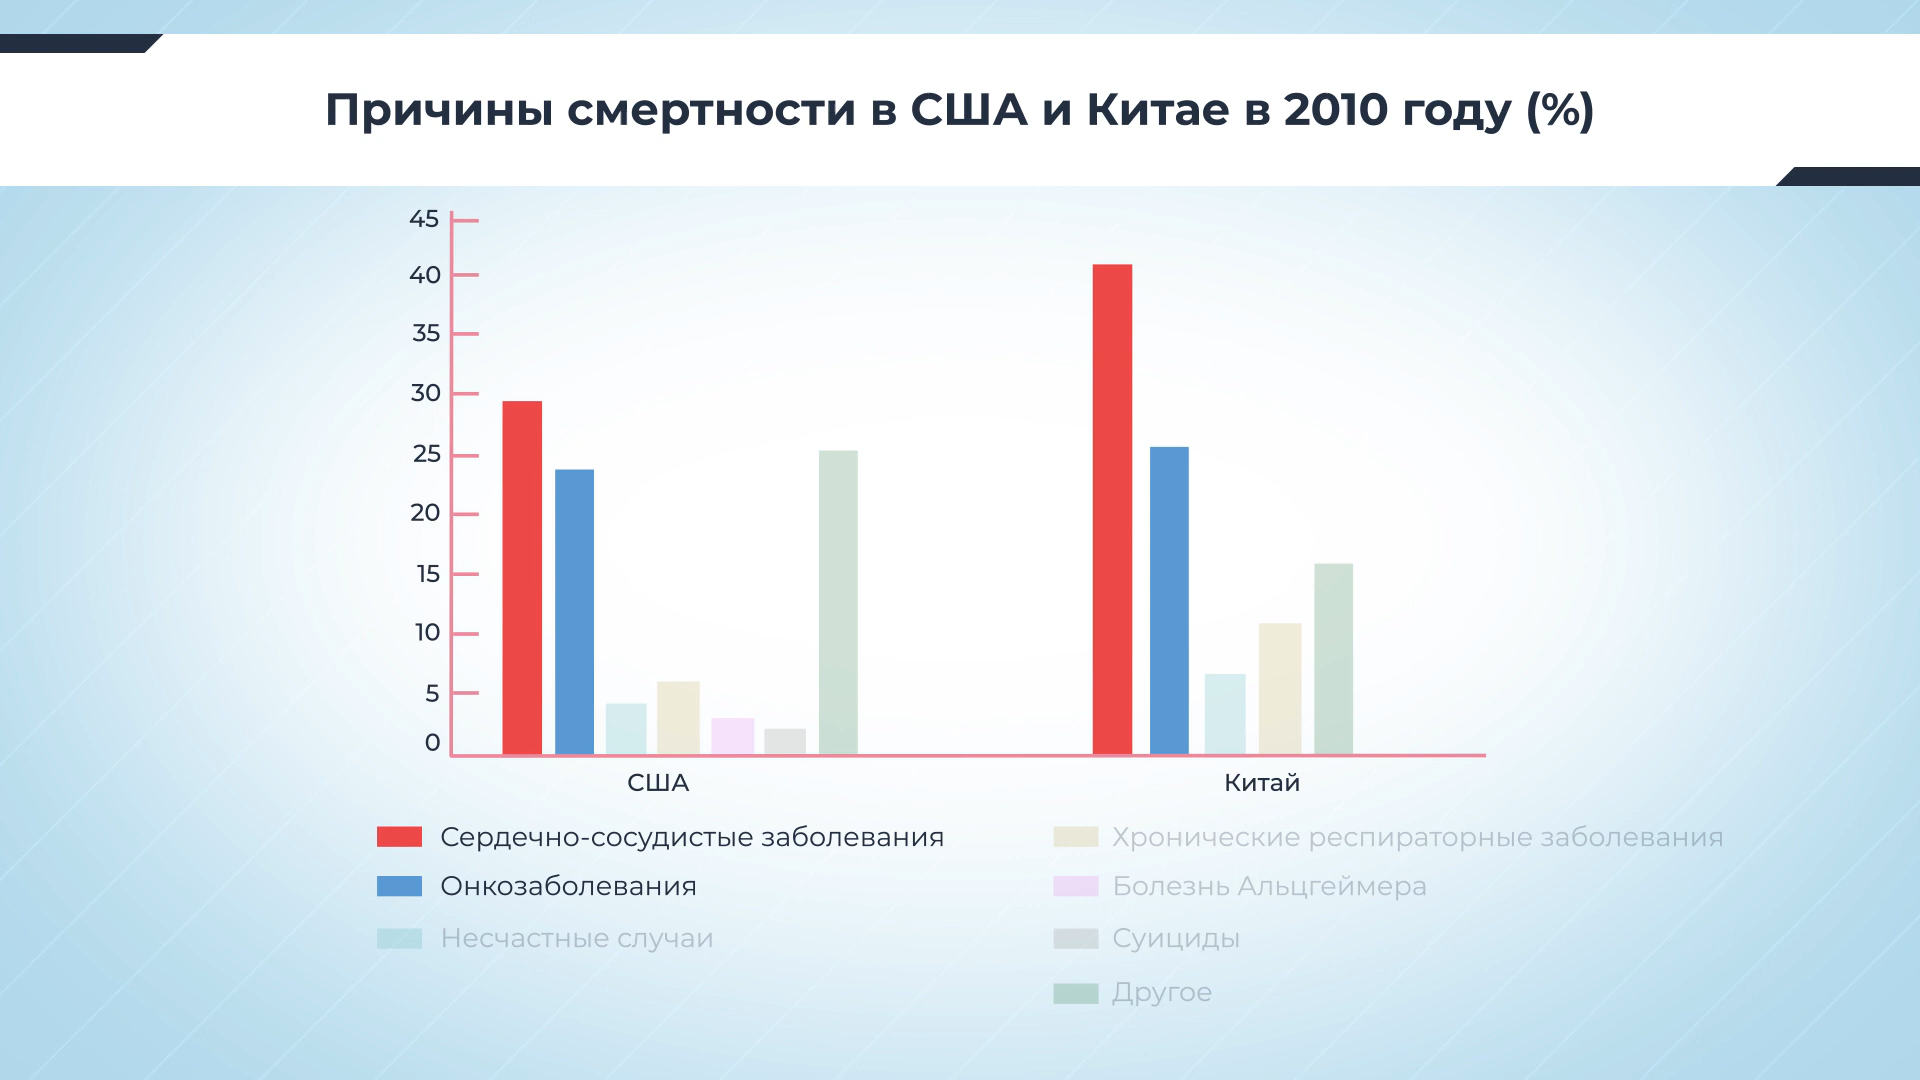 Причины смертности в США и Китае в 2010 году (%)
45
40
35
30
25
20
15
10
5
0
США
Китай
Сердечно-сосудистые заболевания
Онкозаболевания
Несчастные случаи
Хронические респираторные заболевания
Болезнь Альцгеймера
Суициды
Другое